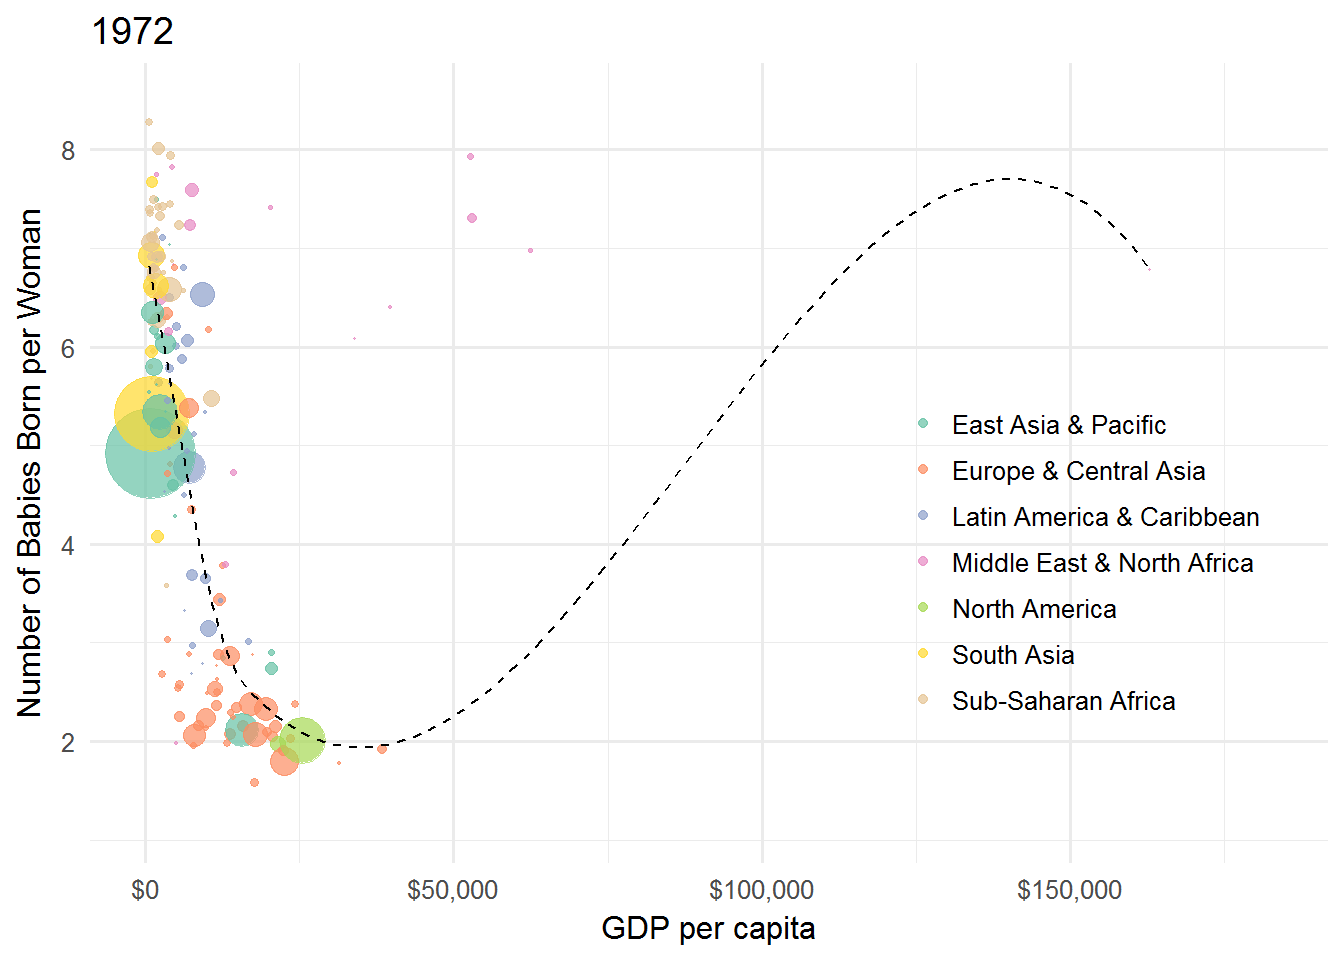 1972
Number of Babies Born per Woman
8
6
4
2
East Asia & Pacific
Europe & Central Asia
Latin America & Caribbean
Middle East & North Africa
North America
South Asia
Sub-Saharan Africa
$0
$50,000
$100,000
$150,000
GDP per capita